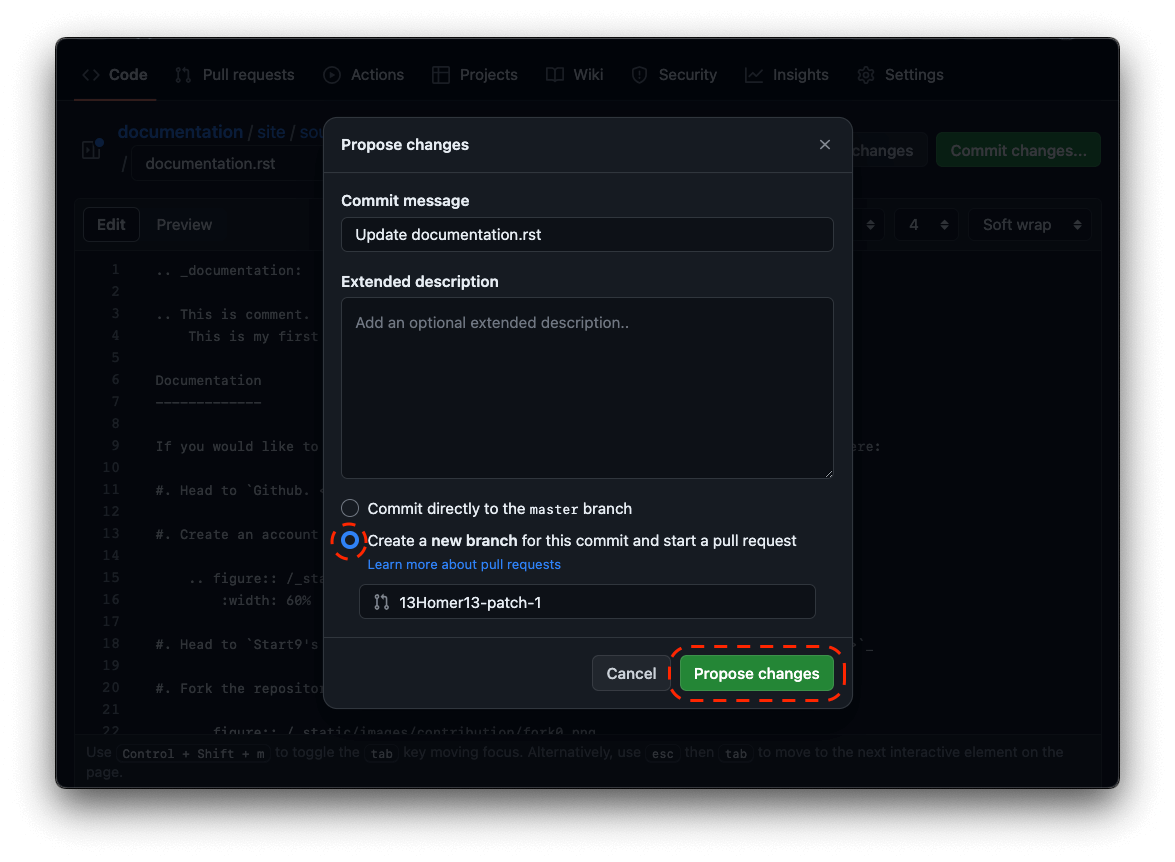 Code Pull requests Actions Projects Wiki Security Insights Settings
documentation / site / sou
/ documentation.rst
changes Commit changes...
Propose changes
Commit message
Update documentation.rst
Extended description
Add an optional extended description..
Commit directly to the master branch
Create a new branch for this commit and start a pull request
Learn more about pull requests
13Homer13-patch-1
Cancel Propose changes
Edit Preview 4 Soft wrap
1 .. _documentation:
2
3 .. This is comment.
4 This is my first
5
6 Documentation
7 -------------
8
9 If you would like to ere:
10
11 #. Head to `Github. <
12
13 #. Create an account
14
15 .. figure:: /_sta
16 :width: 60%
17
18 #. Head to `Start9's `_
19
20 #. Fork the repositor
21
22 figure:: /_static/images/contribution/fork0.png
Use Control + Shift + m to toggle the tab key moving focus. Alternatively, use esc then tab to move to the next interactive element on the
page.